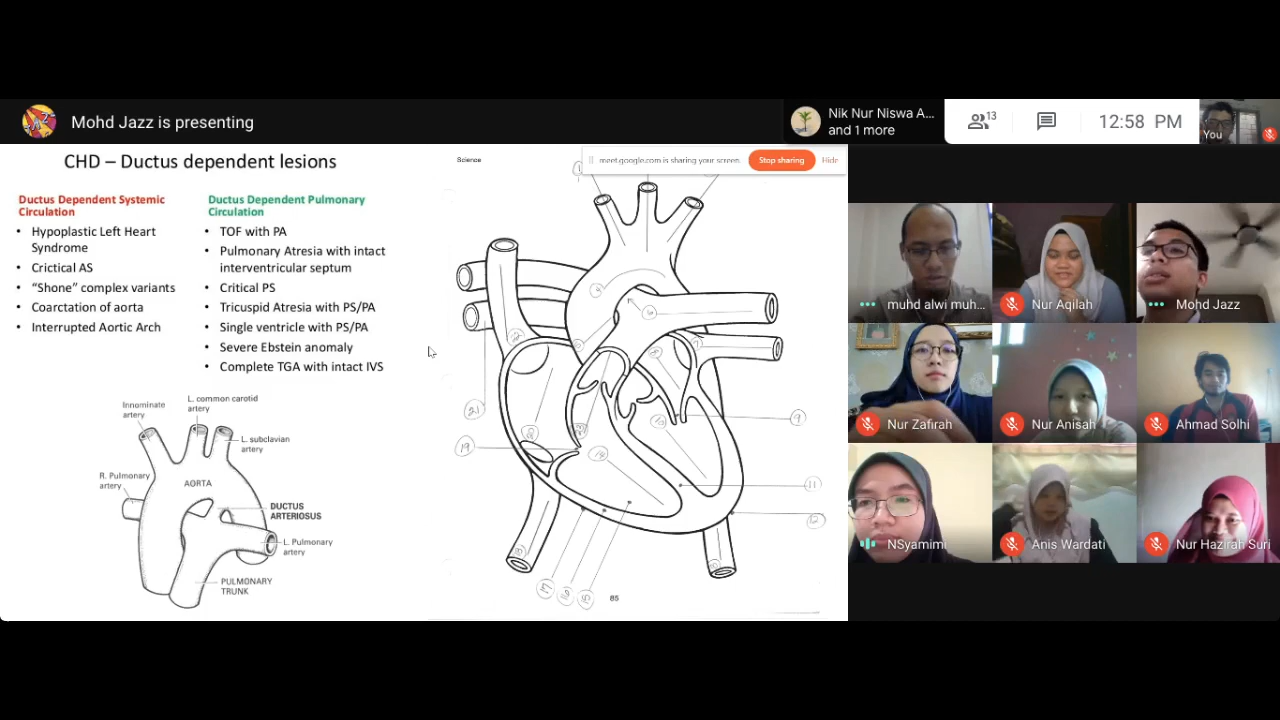 Mohd Jazz is presenting
Nik Nur Niswa A...
and 1 more
13
12:58 PM
You
CHD – Ductus dependent lesions
Ductus Dependent Systemic
Circulation
• Hypoplastic Left Heart
Syndrome
• Crictical AS
• “Shone” complex variants
• Coarctation of aorta
• Interrupted Aortic Arch
Ductus Dependent Pulmonary
Circulation
• TOF with PA
• Pulmonary Atresia with intact
interventricular septum
• Critical PS
• Tricuspid Atresia with PS/PA
• Single ventricle with PS/PA
• Severe Ebstein anomaly
• Complete TGA with intact IVS
Innominate
artery
L. common carotid
artery
L. subclavian
artery
R. Pulmonary
artery
AORTA
DUCTUS
ARTERIOSUS
L. Pulmonary
artery
PULMONARY
TRUNK
Science
meet.google.com is sharing your screen.
Stop sharing
Hide
21
19
9
11
12
85
muhd alwi muh...
Nur Aqilah
Mohd Jazz
Nur Zafirah
Nur Anisah
Ahmad Solhi
NSyamimi
Anis Wardati
Nur Hazirah Suri